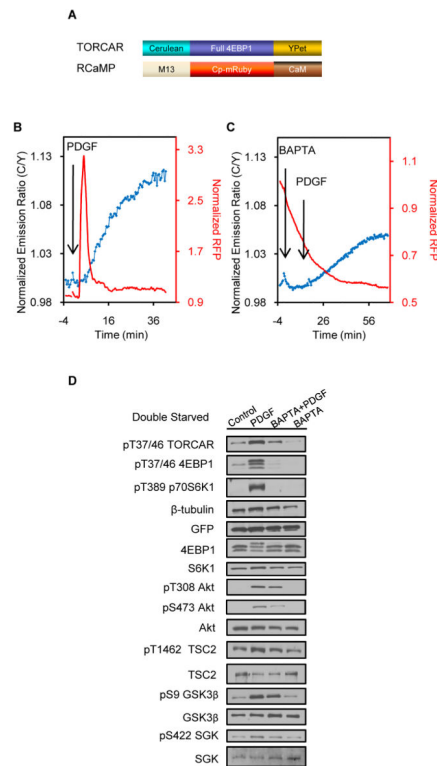 A
TORCAR Cerulean Full 4EBP1 YPet
RCaMP M13 Cp-mRuby CaM
B
PDGF
Normalized Emission Ratio (C/Y)
1.13
1.08
1.03
0.98
3.3
2.5
1.7
0.9
Normalized RFP
-4 16 36
Time (min)
C
BAPTA
PDGF
Normalized Emission Ratio (C/Y)
1.13
1.08
1.03
0.98
1.1
0.9
0.7
0.5
Normalized RFP
-4 26 56
Time (min)
D
Double Starved Control PDGF BAPTA+PDGF BAPTA
pT37/46 TORCAR
pT37/46 4EBP1
pT389 p70S6K1
β-tubulin
GFP
4EBP1
S6K1
pT308 Akt
pS473 Akt
Akt
pT1462 TSC2
TSC2
pS9 GSK3β
GSK3β
pS422 SGK
SGK